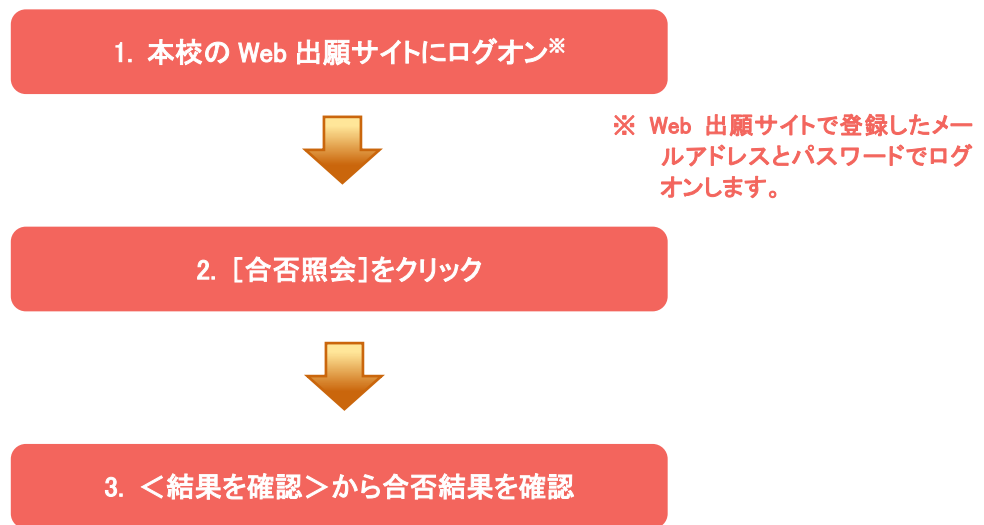 1. 本校の Web 出願サイトにログオン※
※ Web 出願サイトで登録したメー
ルアドレスとパスワードでログ
オンします。
2. [合否照会]をクリック
3. ＜結果を確認＞から合否結果を確認